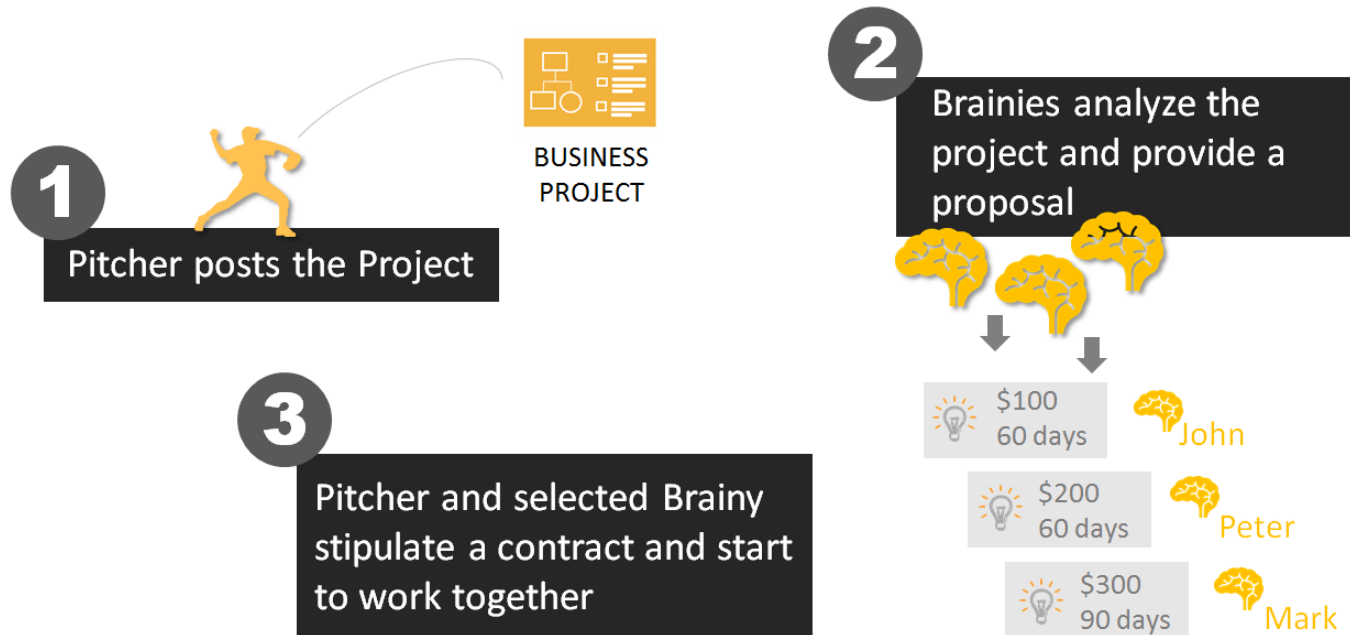 1
Pitcher posts the Project
BUSINESS
PROJECT
2
Brainies analyze the
project and provide a
proposal
$100
60 days
John
$200
60 days
Peter
$300
90 days
Mark
3
Pitcher and selected Brainy
stipulate a contract and start
to work together